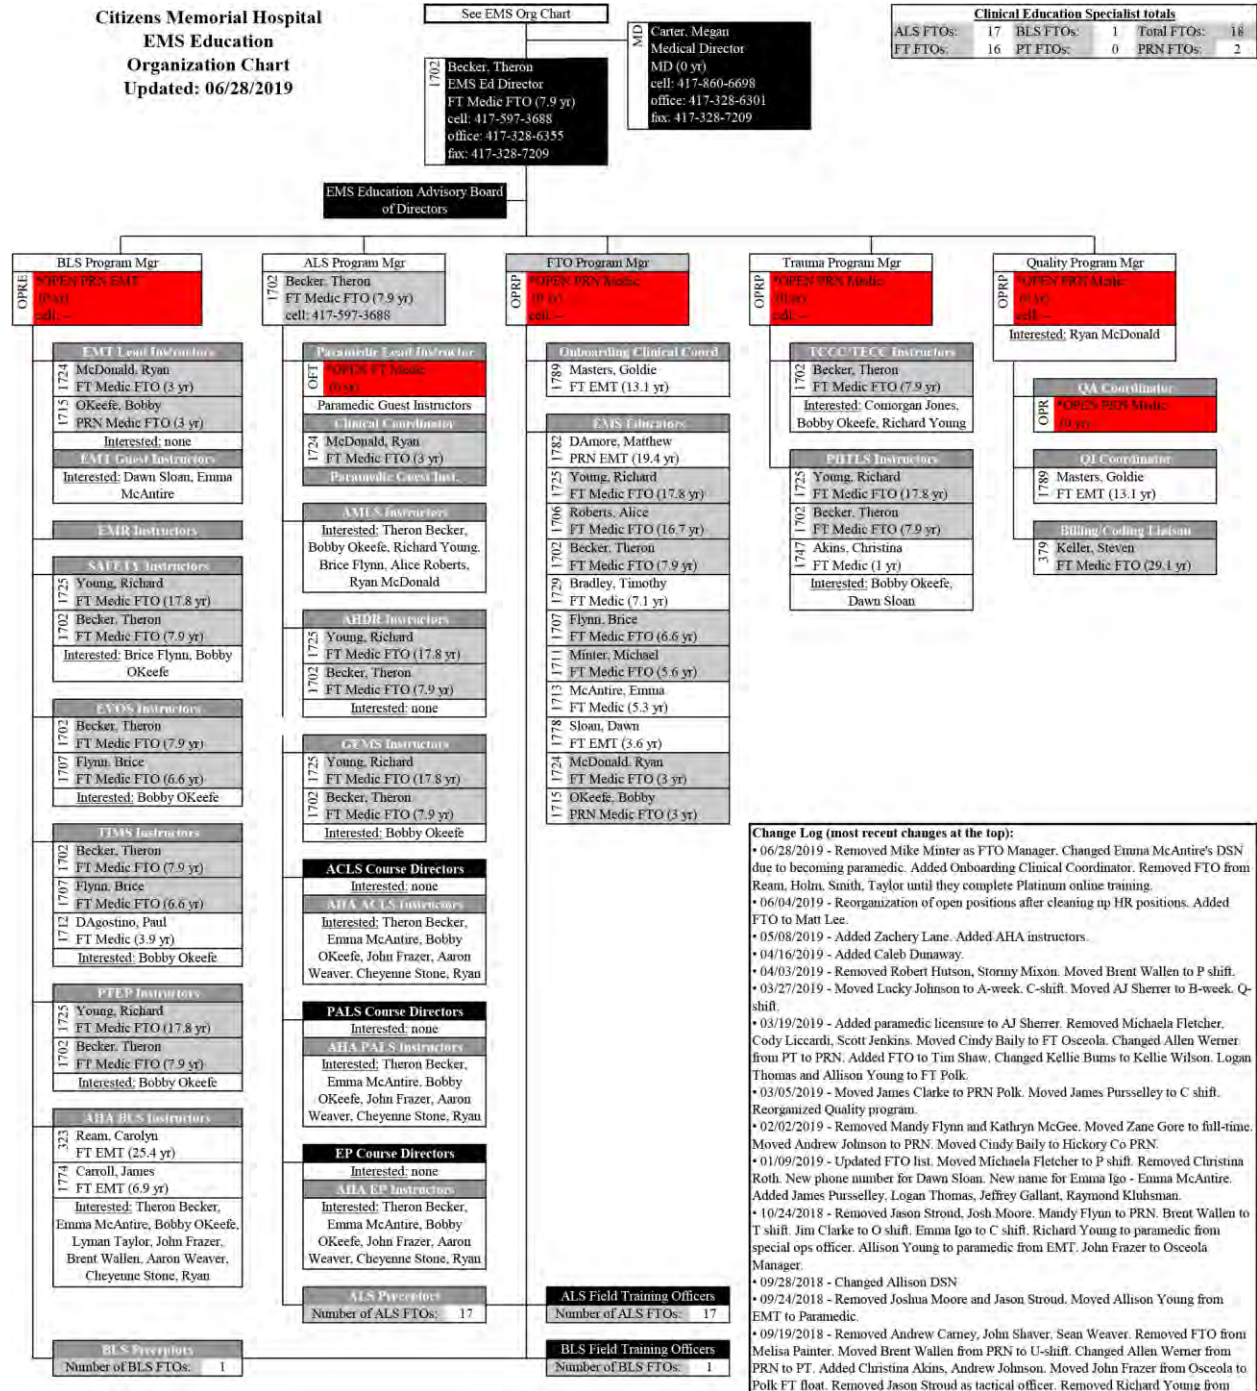 Citizens Memorial Hospital
EMS Education
Organization Chart
Updated: 06/28/2019
See EMS Org Chart
MD
Carter, Megan
Medical Director
MD (0 yr)
cell: 417-860-6698
office: 417-328-6301
fax: 417-328-7209
1702
Becker, Theron
EMS Ed Director
FT Medic FTO (7.9 yr)
cell: 417-597-3688
office: 417-328-6355
fax: 417-328-7209
Clinical Education Specialist totals
ALS FTOs: 17 BLS FTOs: 1 Total FTOs: 18
FT FTOs: 16 PT FTOs: 0 PRN FTOs: 2
EMS Education Advisory Board
of Directors
BLS Program Mgr
OPRE
*OPEN PRN EMT
(0 yr)
cell: --
EMT Lead Instructors
1724
McDonald, Ryan
FT Medic FTO (3 yr)
1715
OKeefe, Bobby
PRN Medic FTO (3 yr)
Interested: none
EMT Guest Instructors
Interested: Dawn Sloan, Emma
McAntire
EMR Instructors
SAFETY Instructors
1725
Young, Richard
FT Medic FTO (17.8 yr)
1702
Becker, Theron
FT Medic FTO (7.9 yr)
Interested: Brice Flynn, Bobby
OKeefe
EVOS Instructors
1702
Becker, Theron
FT Medic FTO (7.9 yr)
1707
Flynn, Brice
FT Medic FTO (6.6 yr)
Interested: Bobby OKeefe
TIMS Instructors
1702
Becker, Theron
FT Medic FTO (7.9 yr)
1707
Flynn, Brice
FT Medic FTO (6.6 yr)
1712
DAgostino, Paul
FT Medic (3.9 yr)
Interested: Bobby Okeefe
PTEP Instructors
1725
Young, Richard
FT Medic FTO (17.8 yr)
1702
Becker, Theron
FT Medic FTO (7.9 yr)
Interested: Bobby Okeefe
AHA BLS Instructors
323
Ream, Carolyn
FT EMT (25.4 yr)
1774
Carroll, James
FT EMT (6.9 yr)
Interested: Theron Becker,
Emma McAntire, Bobby OKeefe,
Lyman Taylor, John Frazer,
Brent Wallen, Aaron Weaver,
Cheyenne Stone, Ryan
BLS Preceptors
Number of BLS FTOs: 1
ALS Program Mgr
1702
Becker, Theron
FT Medic FTO (7.9 yr)
cell: 417-597-3688
Paramedic Lead Instructor
OFT
*OPEN FT Medic
(0 yr)
Paramedic Guest Instructors
Clinical Coordinator
1724
McDonald, Ryan
FT Medic FTO (3 yr)
Paramedic Guest Inst.
AMLS Instructors
Interested: Theron Becker,
Bobby Okeefe, Richard Young,
Brice Flynn, Alice Roberts,
Ryan McDonald
AHDR Instructors
1725
Young, Richard
FT Medic FTO (17.8 yr)
1702
Becker, Theron
FT Medic FTO (7.9 yr)
Interested: none
GEMS Instructors
1725
Young, Richard
FT Medic FTO (17.8 yr)
1702
Becker, Theron
FT Medic FTO (7.9 yr)
Interested: Bobby Okeefe
ACLS Course Directors
Interested: none
AHA ACLS Instructors
Interested: Theron Becker,
Emma McAntire, Bobby
OKeefe, John Frazer, Aaron
Weaver, Cheyenne Stone, Ryan
PALS Course Directors
Interested: none
AHA PALS Instructors
Interested: Theron Becker,
Emma McAntire, Bobby
OKeefe, John Frazer, Aaron
Weaver, Cheyenne Stone, Ryan
EP Course Directors
Interested: none
AHA EP Instructors
Interested: Theron Becker,
Emma McAntire, Bobby
OKeefe, John Frazer, Aaron
Weaver, Cheyenne Stone, Ryan
ALS Preceptors
Number of ALS FTOs: 17
FTO Program Mgr
OPRP
*OPEN PRN Medic
(0 yr)
cell: --
Onboarding Clinical Coord
1789
Masters, Goldie
FT EMT (13.1 yr)
EMS Educators
1782
DAmore, Matthew
PRN EMT (19.4 yr)
1725
Young, Richard
FT Medic FTO (17.8 yr)
1706
Roberts, Alice
FT Medic FTO (16.7 yr)
1702
Becker, Theron
FT Medic FTO (7.9 yr)
1729
Bradley, Timothy
FT Medic (7.1 yr)
1707
Flynn, Brice
FT Medic FTO (6.6 yr)
1711
Minter, Michael
FT Medic FTO (5.6 yr)
1713
McAntire, Emma
FT Medic (5.3 yr)
1778
Sloan, Dawn
FT EMT (3.6 yr)
1724
McDonald, Ryan
FT Medic FTO (3 yr)
1715
OKeefe, Bobby
PRN Medic FTO (3 yr)
ALS Field Training Officers
Number of ALS FTOs: 17
BLS Field Training Officers
Number of BLS FTOs: 1
Trauma Program Mgr
OPRP
*OPEN PRN Medic
(0 yr)
cell: --
TCCC/TECC Instructors
1702
Becker, Theron
FT Medic FTO (7.9 yr)
Interested: Comorgan Jones,
Bobby Okeefe, Richard Young
PHTLS Instructors
1725
Young, Richard
FT Medic FTO (17.8 yr)
1702
Becker, Theron
FT Medic FTO (7.9 yr)
1747
Akins, Christina
FT Medic (1 yr)
Interested: Bobby Okeefe,
Dawn Sloan
Quality Program Mgr
OPRP
*OPEN PRN Medic
(0 yr)
cell: --
Interested: Ryan McDonald
QA Coordinator
OPR
*OPEN PRN Medic
(0 yr)
QI Coordinator
1789
Masters, Goldie
FT EMT (13.1 yr)
Billing/Coding Liaison
379
Keller, Steven
FT Medic FTO (29.1 yr)
Change Log (most recent changes at the top):
• 06/28/2019 - Removed Mike Minter as FTO Manager. Changed Emma McAntire's DSN
due to becoming paramedic. Added Onboarding Clinical Coordinator. Removed FTO from
Ream, Holm, Smith, Taylor until they complete Platinum online training.
• 06/04/2019 - Reorganization of open positions after cleaning up HR positions. Added
FTO to Matt Lee.
• 05/08/2019 - Added Zachery Lane. Added AHA instructors.
• 04/16/2019 - Added Caleb Dunaway.
• 04/03/2019 - Removed Robert Hutson, Stormy Mixon. Moved Brent Wallen to P shift.
• 03/27/2019 - Moved Lucky Johnson to A-week. C-shift. Moved AJ Sherrer to B-week. Q-
shift.
• 03/19/2019 - Added paramedic licensure to AJ Sherrer. Removed Michaela Fletcher,
Cody Liccardi, Scott Jenkins. Moved Cindy Baily to FT Osceola. Changed Allen Werner
from PT to PRN. Added FTO to Tim Shaw. Changed Kellie Burns to Kellie Wilson. Logan
Thomas and Allison Young to FT Polk.
• 03/05/2019 - Moved James Clarke to PRN Polk. Moved James Pursselley to C shift.
Reorganized Quality program.
• 02/02/2019 - Removed Mandy Flynn and Kathryn McGee. Moved Zane Gore to full-time.
Moved Andrew Johnson to PRN. Moved Cindy Baily to Hickory Co PRN.
• 01/09/2019 - Updated FTO list. Moved Michaela Fletcher to P shift. Removed Christina
Roth. New phone number for Dawn Sloan. New name for Emma Igo - Emma McAntire.
Added James Pursselley, Logan Thomas, Jeffrey Gallant, Raymond Kluhsman.
• 10/24/2018 - Removed Jason Stroud, Josh Moore. Mandy Flynn to PRN. Brent Wallen to
T shift. Jim Clarke to O shift. Emma Igo to C shift. Richard Young to paramedic from
special ops officer. Allison Young to paramedic from EMT. John Frazer to Osceola
Manager.
• 09/28/2018 - Changed Allison DSN
• 09/24/2018 - Removed Joshua Moore and Jason Stroud. Moved Allison Young from
EMT to Paramedic.
• 09/19/2018 - Removed Andrew Carney, John Shaver, Sean Weaver. Removed FTO from
Melisa Painter. Moved Brent Wallen from PRN to U-shift. Changed Allen Werner from
PRN to PT. Added Christina Akins, Andrew Johnson. Moved John Frazer from Osceola to
Polk FT float. Removed Jason Stroud as tactical officer. Removed Richard Young from